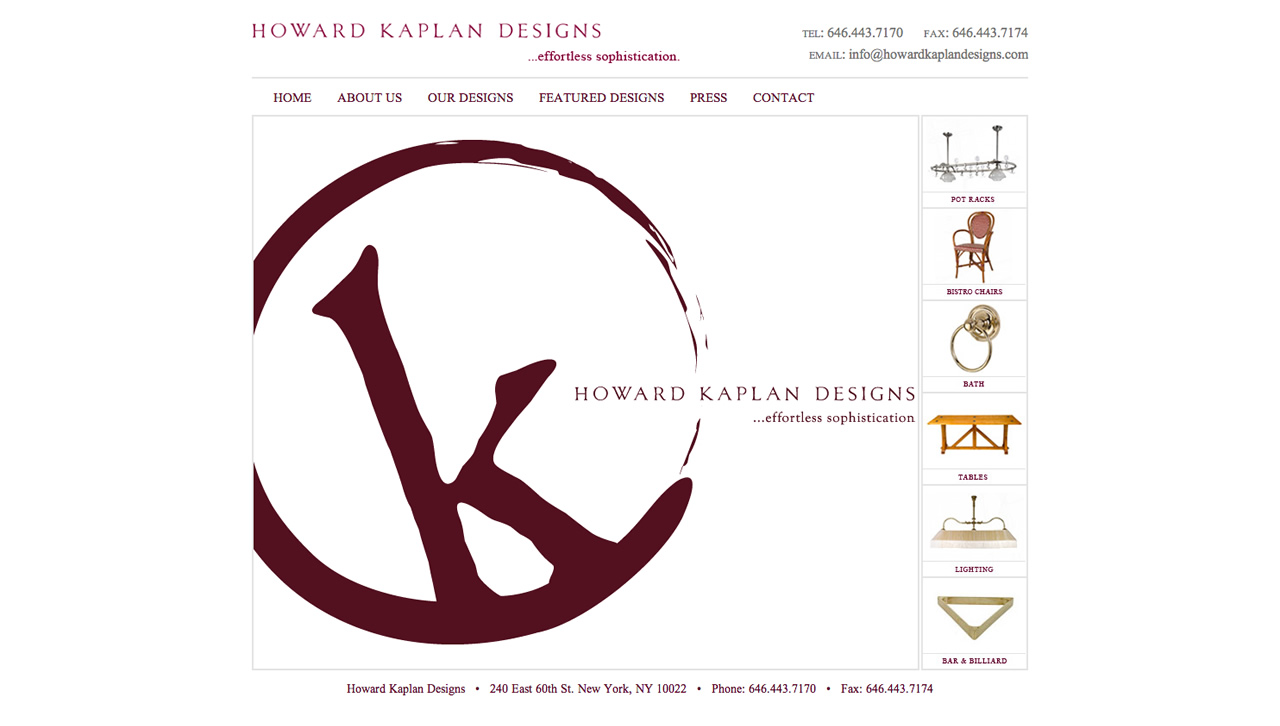 HOWARD KAPLAN DESIGNS
...effortless sophistication.
TEL: 646.443.7170 FAX: 646.443.7174
EMAIL: info@howardkaplandesigns.com
HOME ABOUT US OUR DESIGNS FEATURED DESIGNS PRESS CONTACT
k
HOWARD KAPLAN DESIGNS
...effortless sophistication
POT RACKS
BISTRO CHAIRS
BATH
TABLES
LIGHTING
BAR & BILLIARD
Howard Kaplan Designs • 240 East 60th St. New York, NY 10022 • Phone: 646.443.7170 • Fax: 646.443.7174